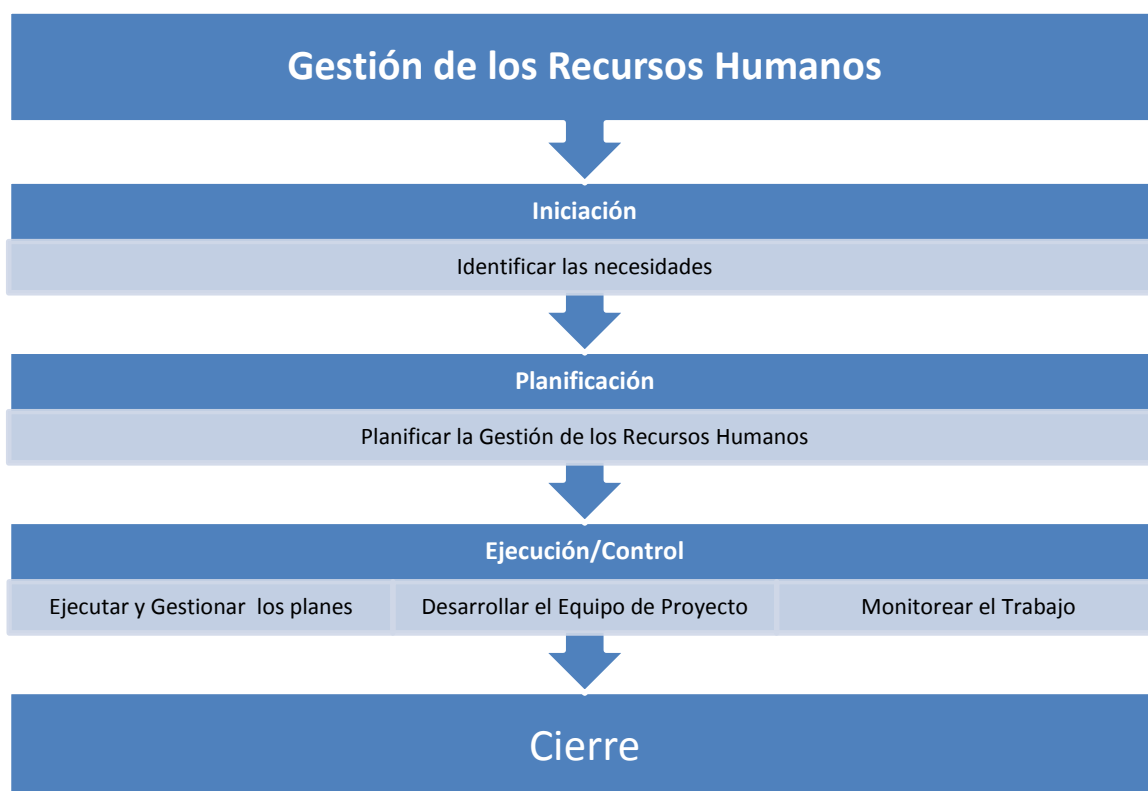 Gestión de los Recursos Humanos
Iniciación
Identificar las necesidades
Planificación
Planificar la Gestión de los Recursos Humanos
Ejecución/Control
Ejecutar y Gestionar  los planes
Desarrollar el Equipo de Proyecto
Monitorear el Trabajo
Cierre